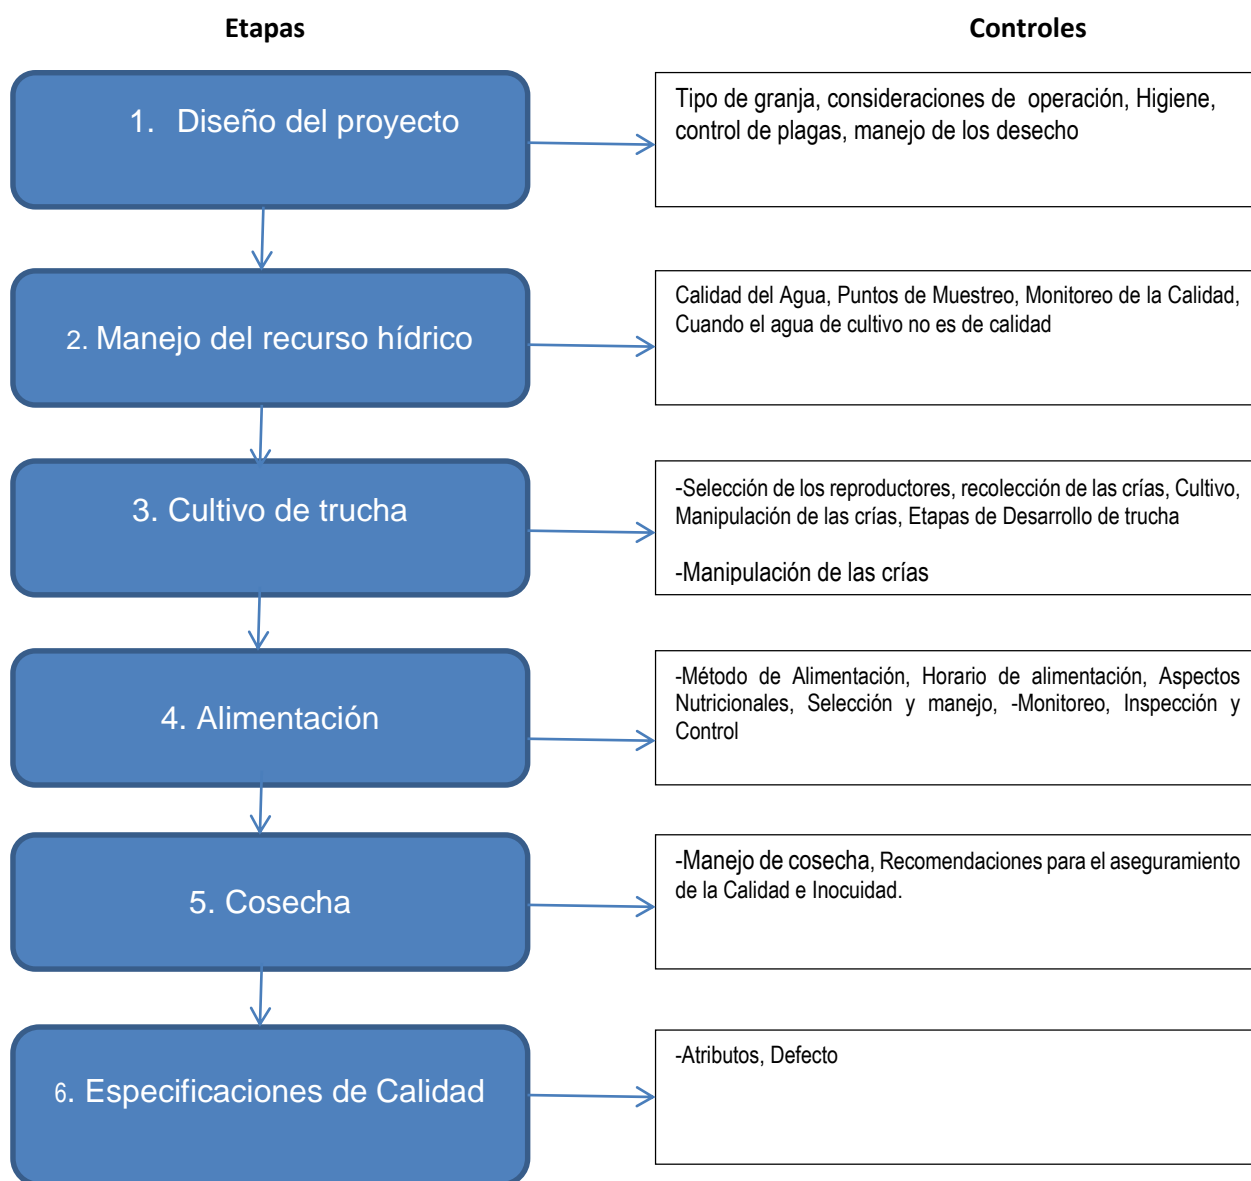 Etapas
Controles
1. Diseño del proyecto
Tipo de granja, consideraciones de operación, Higiene,
control de plagas, manejo de los desecho
2. Manejo del recurso hídrico
Calidad del Agua, Puntos de Muestreo, Monitoreo de la Calidad,
Cuando el agua de cultivo no es de calidad
3. Cultivo de trucha
-Selección de los reproductores, recolección de las crías, Cultivo,
Manipulación de las crías, Etapas de Desarrollo de trucha
-Manipulación de las crías
4. Alimentación
-Método de Alimentación, Horario de alimentación, Aspectos
Nutricionales, Selección y manejo, -Monitoreo, Inspección y
Control
5. Cosecha
-Manejo de cosecha, Recomendaciones para el aseguramiento
de la Calidad e Inocuidad.
6. Especificaciones de Calidad
-Atributos, Defecto